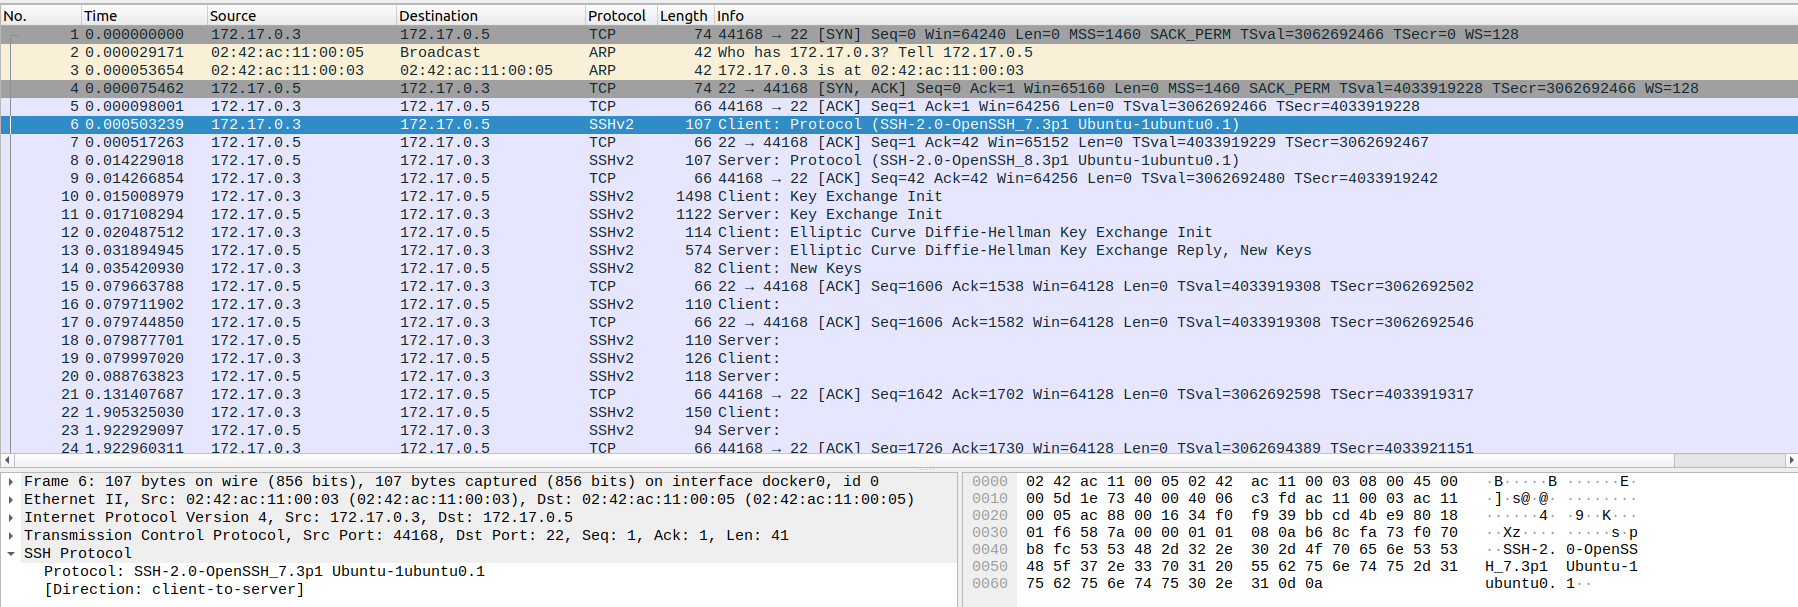 No. Time Source Destination Protocol Length Info
1 0.000000000 172.17.0.3 172.17.0.5 TCP 74 44168 → 22 [SYN] Seq=0 Win=64240 Len=0 MSS=1460 SACK_PERM TSval=3062692466 TSecr=0 WS=128
2 0.000029171 02:42:ac:11:00:05 Broadcast ARP 42 Who has 172.17.0.3? Tell 172.17.0.5
3 0.000053654 02:42:ac:11:00:03 02:42:ac:11:00:05 ARP 42 172.17.0.3 is at 02:42:ac:11:00:03
4 0.000075462 172.17.0.5 172.17.0.3 TCP 74 22 → 44168 [SYN, ACK] Seq=0 Ack=1 Win=65160 Len=0 MSS=1460 SACK_PERM TSval=4033919228 TSecr=3062692466 WS=128
5 0.000098001 172.17.0.3 172.17.0.5 TCP 66 44168 → 22 [ACK] Seq=1 Ack=1 Win=64256 Len=0 TSval=3062692466 TSecr=4033919228
6 0.000503239 172.17.0.3 172.17.0.5 SSHv2 107 Client: Protocol (SSH-2.0-OpenSSH_7.3p1 Ubuntu-1ubuntu0.1)
7 0.000517263 172.17.0.5 172.17.0.3 TCP 66 22 → 44168 [ACK] Seq=1 Ack=42 Win=65152 Len=0 TSval=4033919229 TSecr=3062692467
8 0.014229018 172.17.0.5 172.17.0.3 SSHv2 107 Server: Protocol (SSH-2.0-OpenSSH_8.3p1 Ubuntu-1ubuntu0.1)
9 0.014266854 172.17.0.3 172.17.0.5 TCP 66 44168 → 22 [ACK] Seq=42 Ack=42 Win=64256 Len=0 TSval=3062692480 TSecr=4033919242
10 0.015008979 172.17.0.3 172.17.0.5 SSHv2 1498 Client: Key Exchange Init
11 0.017108294 172.17.0.5 172.17.0.3 SSHv2 1122 Server: Key Exchange Init
12 0.020487512 172.17.0.3 172.17.0.5 SSHv2 114 Client: Elliptic Curve Diffie-Hellman Key Exchange Init
13 0.031894945 172.17.0.5 172.17.0.3 SSHv2 574 Server: Elliptic Curve Diffie-Hellman Key Exchange Reply, New Keys
14 0.035420930 172.17.0.3 172.17.0.5 SSHv2 82 Client: New Keys
15 0.079663788 172.17.0.5 172.17.0.3 TCP 66 22 → 44168 [ACK] Seq=1606 Ack=1538 Win=64128 Len=0 TSval=4033919308 TSecr=3062692502
16 0.079711902 172.17.0.3 172.17.0.5 SSHv2 110 Client:
17 0.079744850 172.17.0.5 172.17.0.3 TCP 66 22 → 44168 [ACK] Seq=1606 Ack=1582 Win=64128 Len=0 TSval=4033919308 TSecr=3062692546
18 0.079877701 172.17.0.5 172.17.0.3 SSHv2 110 Server:
19 0.079997020 172.17.0.3 172.17.0.5 SSHv2 126 Client:
20 0.088763823 172.17.0.5 172.17.0.3 SSHv2 118 Server:
21 0.131407687 172.17.0.3 172.17.0.5 TCP 66 44168 → 22 [ACK] Seq=1642 Ack=1702 Win=64128 Len=0 TSval=3062692598 TSecr=4033919317
22 1.905325030 172.17.0.3 172.17.0.5 SSHv2 150 Client:
23 1.922929097 172.17.0.5 172.17.0.3 SSHv2 94 Server:
24 1.922960311 172.17.0.3 172.17.0.5 TCP 66 44168 → 22 [ACK] Seq=1726 Ack=1730 Win=64128 Len=0 TSval=3062694389 TSecr=4033921151
Frame 6: 107 bytes on wire (856 bits), 107 bytes captured (856 bits) on interface docker0, id 0
Ethernet II, Src: 02:42:ac:11:00:03 (02:42:ac:11:00:03), Dst: 02:42:ac:11:00:05 (02:42:ac:11:00:05)
Internet Protocol Version 4, Src: 172.17.0.3, Dst: 172.17.0.5
Transmission Control Protocol, Src Port: 44168, Dst Port: 22, Seq: 1, Ack: 1, Len: 41
SSH Protocol
Protocol: SSH-2.0-OpenSSH_7.3p1 Ubuntu-1ubuntu0.1
[Direction: client-to-server]
0000 02 42 ac 11 00 05 02 42 ac 11 00 03 08 00 45 00 ·B·····B ······E·
0010 00 5d 1e 73 40 00 40 06 c3 fd ac 11 00 03 ac 11 ·]·s@·@· ········
0020 00 05 ac 88 00 16 34 f0 f9 39 bb cd 4b e9 80 18 ······4· ·9··K···
0030 01 f6 58 7a 00 00 01 01 08 0a b6 8c fa 73 f0 70 ··Xz···· ·····s·p
0040 b8 fc 53 53 48 2d 32 2e 30 2d 4f 70 65 6e 53 53 ··SSH-2. 0-OpenSS
0050 48 5f 37 2e 33 70 31 20 55 62 75 6e 74 75 2d 31 H_7.3p1 Ubuntu-1
0060 75 62 75 6e 74 75 30 2e 31 0d 0a ubuntu0. 1··